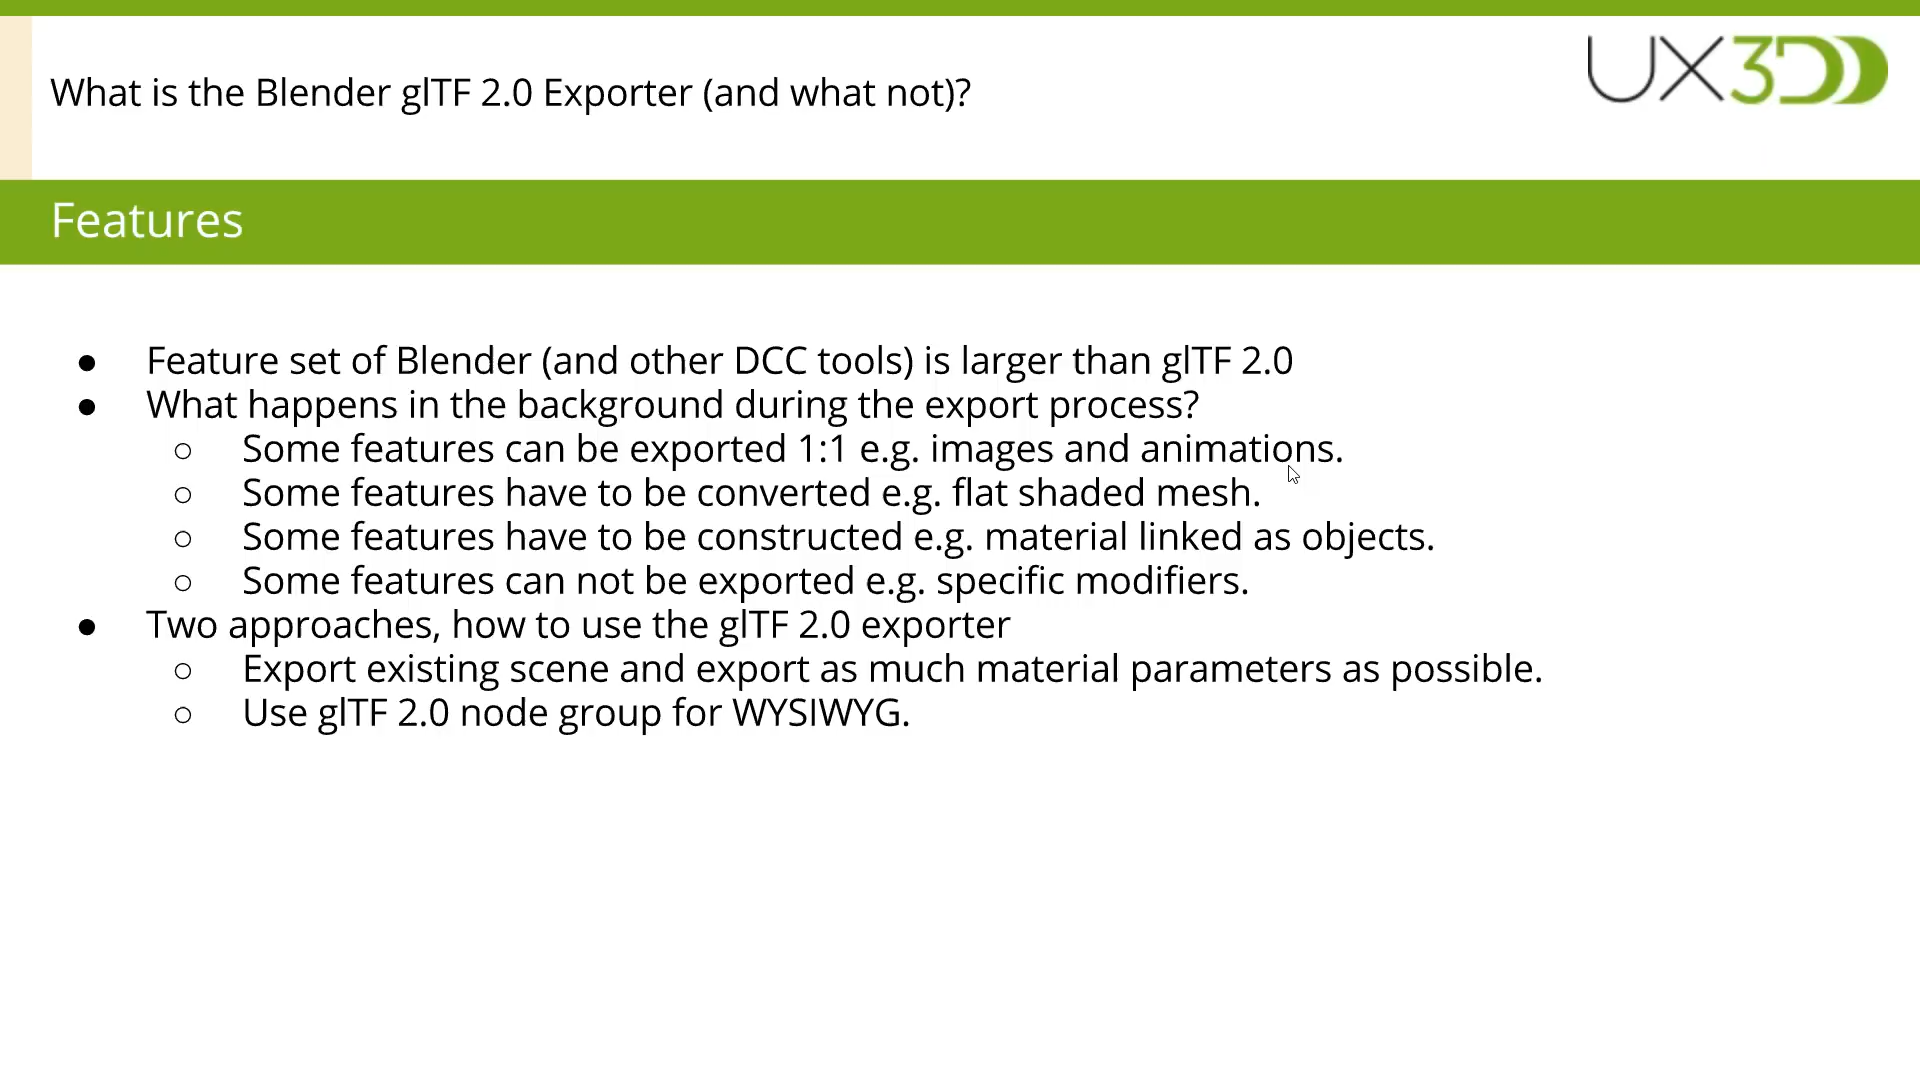 What is the Blender glTF 2.0 Exporter (and what not)?
UX3D
Features
● Feature set of Blender (and other DCC tools) is larger than glTF 2.0
● What happens in the background during the export process?
○ Some features can be exported 1:1 e.g. images and animations.
○ Some features have to be converted e.g. flat shaded mesh.
○ Some features have to be constructed e.g. material linked as objects.
○ Some features can not be exported e.g. specific modifiers.
● Two approaches, how to use the glTF 2.0 exporter
○ Export existing scene and export as much material parameters as possible.
○ Use glTF 2.0 node group for WYSIWYG.